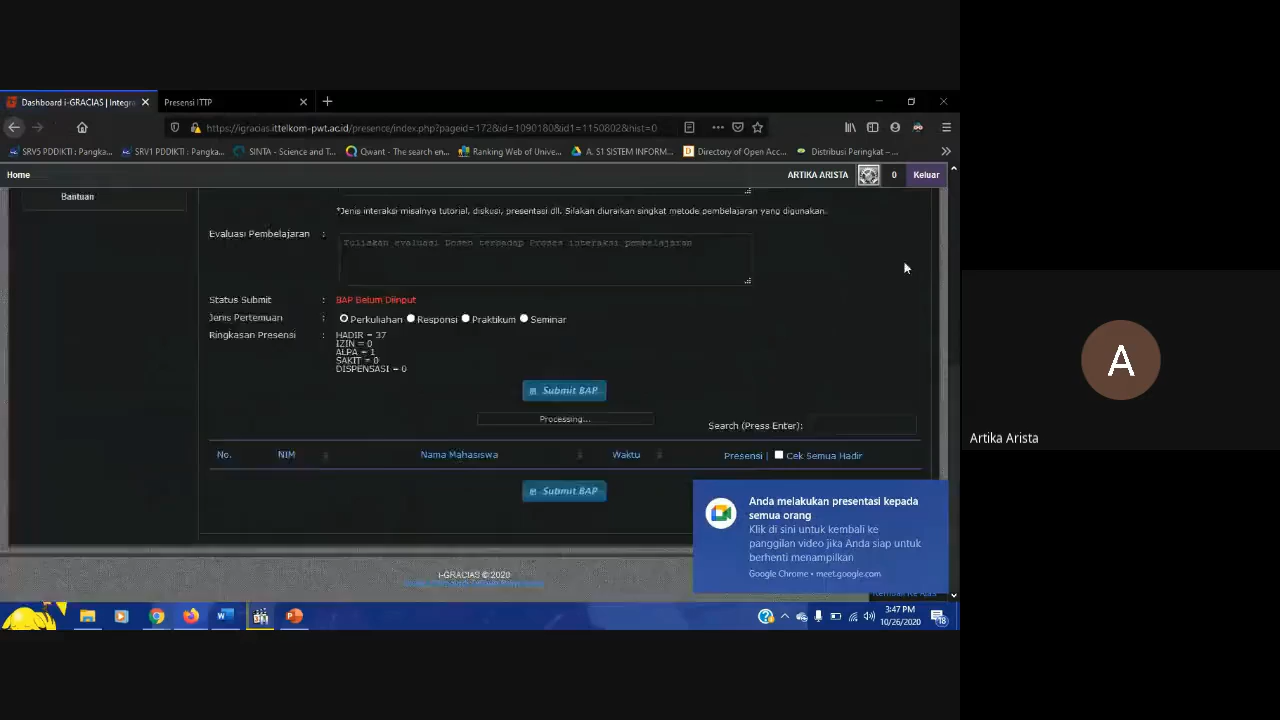 Dashboard i-GRACIAS | Integra
Presensi ITTP
https://igracias.ittelkom-pwt.ac.id/presence/index.php?pageid=172&id=1090180&id1=1150802&hist=0
SRV5 PDDIKTI : Pangka...
SRV1 PDDIKTI : Pangka...
SINTA - Science and T...
Qwant - The search en...
Ranking Web of Unive...
A. S1 SISTEM INFORM...
Directory of Open Acc...
Distribusi Peringkat -...
Home
ARTIKA ARISTA
0
Keluar
Bantuan
*Jenis interaksi misalnya tutorial, diskusi, presentasi dll. Silakan diuraikan singkat metode pembelajaran yang digunakan.
Evaluasi Pembelajaran :
Tuliskan evaluasi Dosen terhadap Proses interaksi pembelajaran
Status Submit : BAP Belum Diinput
Jenis Pertemuan : Perkuliahan Responsi Praktikum Seminar
Ringkasan Presensi : HADIR = 37
IZIN = 0
ALPA = 1
SAKIT = 0
DISPENSASI = 0
Submit BAP
Processing...
Search (Press Enter):
No. NIM Nama Mahasiswa Waktu Presensi | Cek Semua Hadir
Submit BAP
Anda melakukan presentasi kepada
semua orang
Klik di sini untuk kembali ke
panggilan video jika Anda siap untuk
berhenti menampilkan
Google Chrome • meet.google.com
i-GRACIAS © 2020
Kembali Ke Atas
3:47 PM
10/26/2020
18
A
Artika Arista